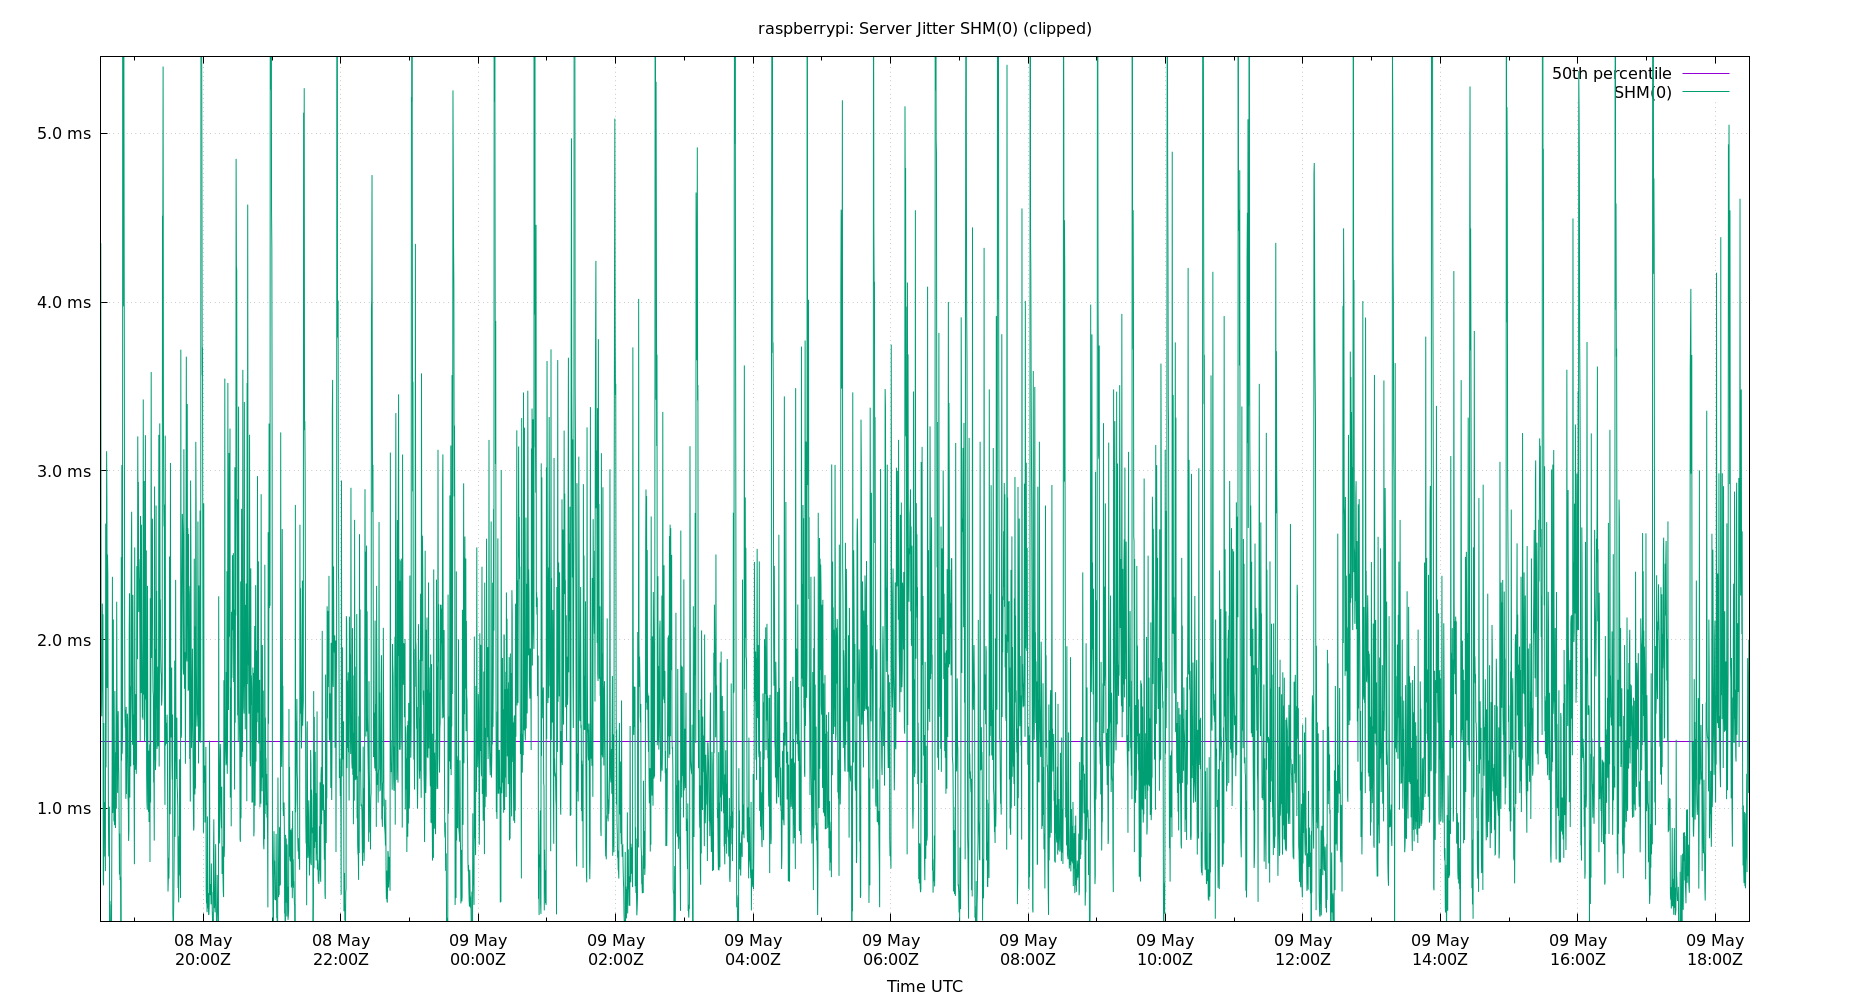 raspberrypi: Server Jitter SHM(0) (clipped)
50th percentile
SHM(0)
5.0 ms
4.0 ms
3.0 ms
2.0 ms
1.0 ms
08 May 08 May 09 May 09 May 09 May 09 May 09 May 09 May 09 May 09 May 09 May 09 May
20:00Z 22:00Z 00:00Z 02:00Z 04:00Z 06:00Z 08:00Z 10:00Z 12:00Z 14:00Z 16:00Z 18:00Z
Time UTC